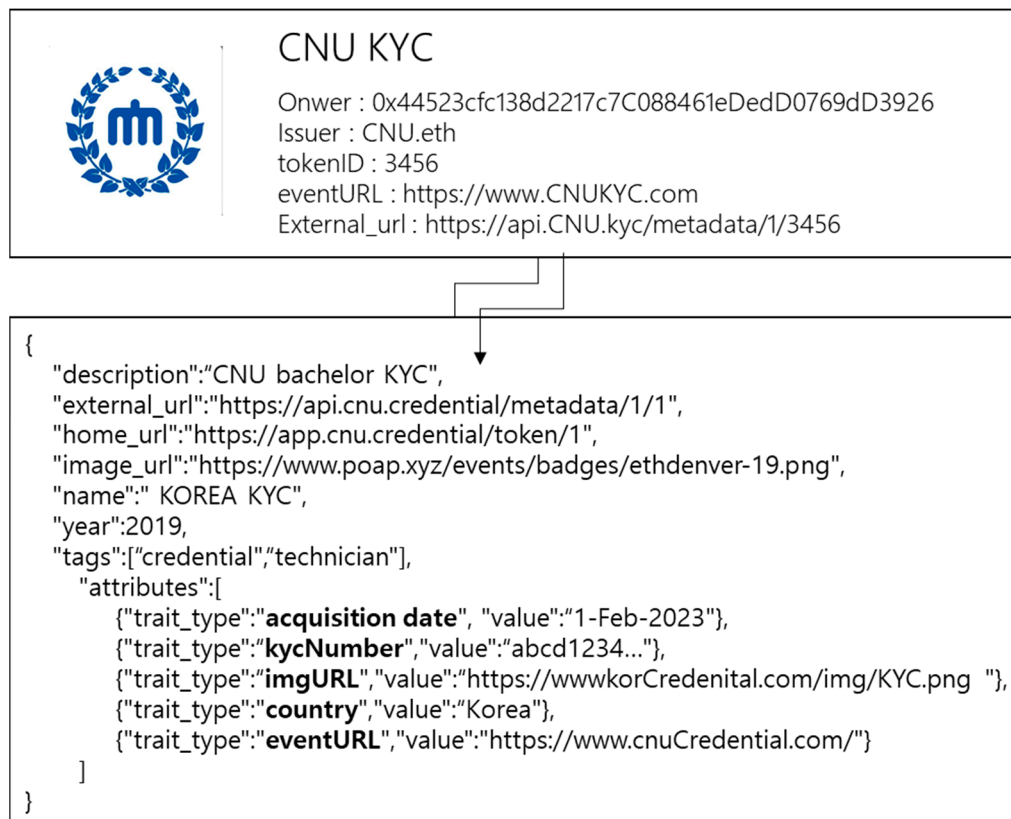 CNU KYC
Onwer : 0x44523cfc138d2217c7C088461eDedD0769dD3926
Issuer : CNU.eth
tokenID : 3456
eventURL : https://www.CNUKYC.com
External_url : https://api.CNU.kyc/metadata/1/3456
{
"description":“CNU bachelor KYC",
"external_url":"https://api.cnu.credential/metadata/1/1",
"home_url":"https://app.cnu.credential/token/1",
"image_url":"https://www.poap.xyz/events/badges/ethdenver-19.png",
"name":" KOREA KYC",
"year":2019,
"tags":[“credential”,“technician"],
"attributes":[
{"trait_type":"acquisition date", "value":“1-Feb-2023"},
{"trait_type":“kycNumber","value":“abcd1234…"},
{"trait_type":“imgURL","value":“https://wwwkorCredenital.com/img/KYC.png "},
{"trait_type":"country","value":“Korea"},
{"trait_type":"eventURL","value":"https://www.cnuCredential.com/"}
]
}